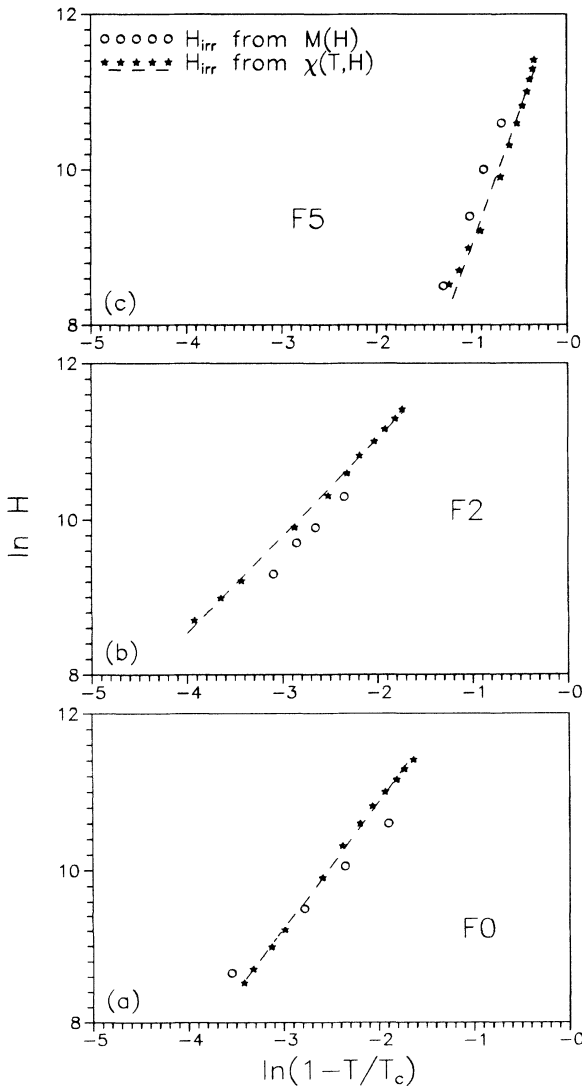 H_irr from M(H)
H_irr from χ(T,H)
12
10
8
F5
(c)
-5 -4 -3 -2 -1 -0
12
10
8
ln H
F2
(b)
-5 -4 -3 -2 -1 -0
12
10
8
F0
(a)
-5 -4 -3 -2 -1 -0
ln(1-T/T_c)